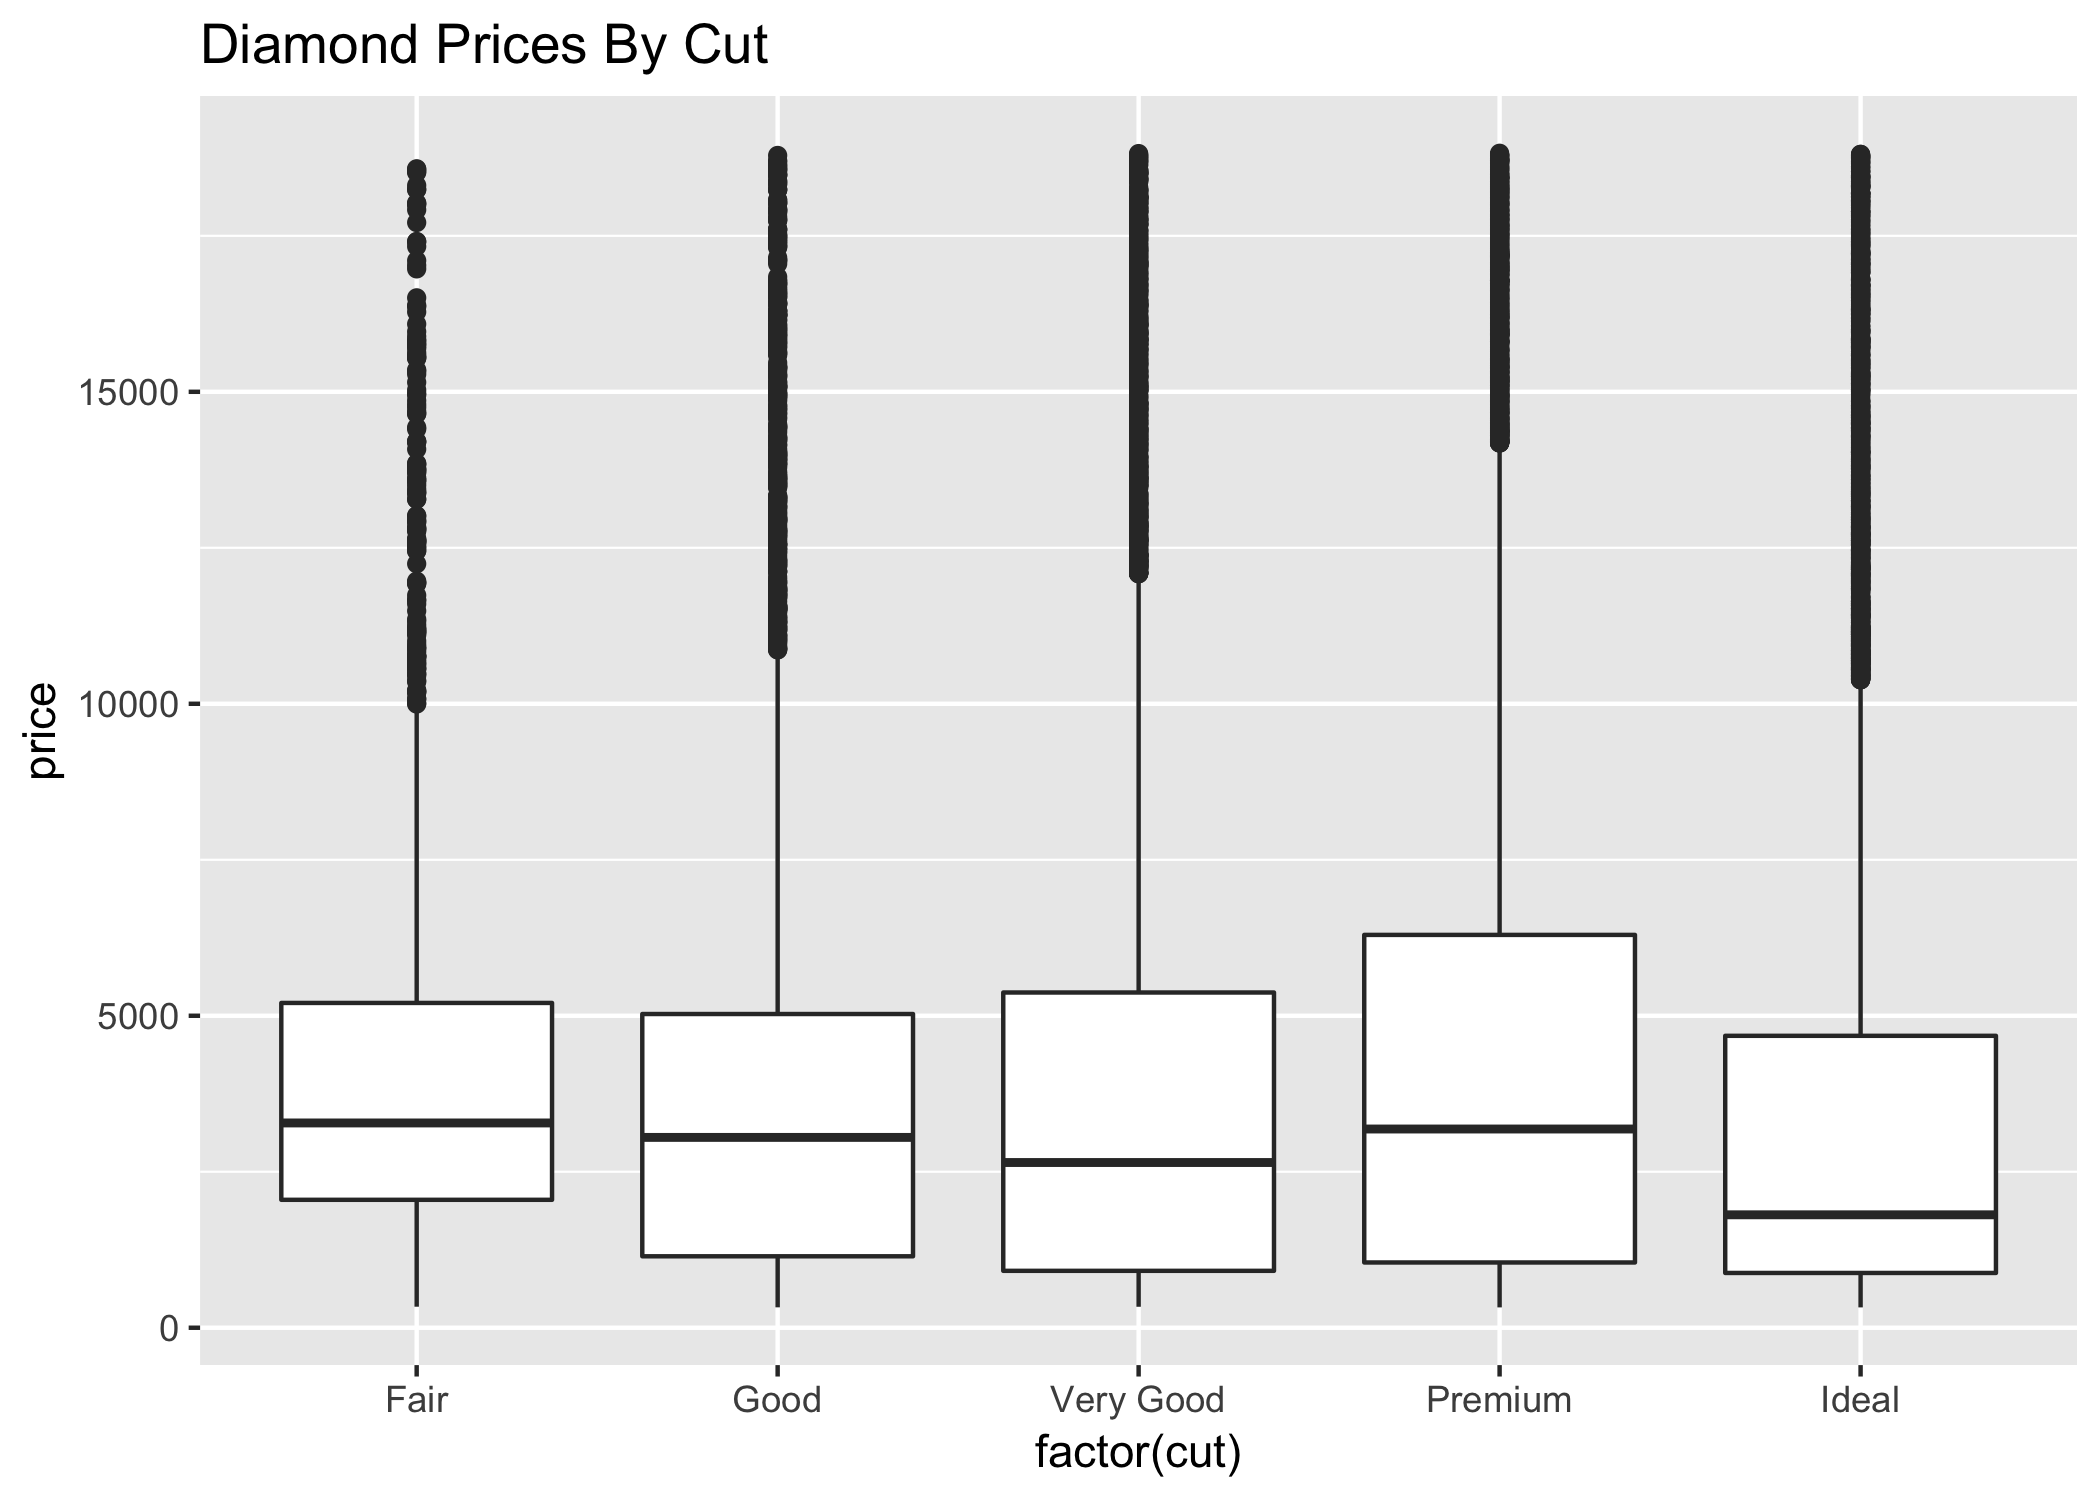 Diamond Prices By Cut
price
15000
10000
5000
0
Fair Good Very Good Premium Ideal
factor(cut)